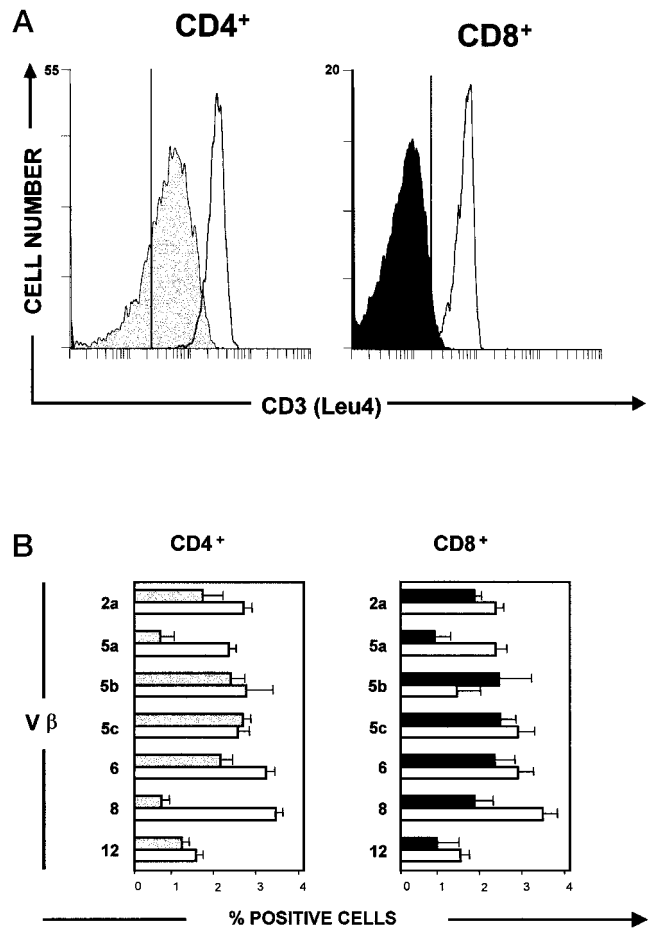 A
CD4+
CD8+
55
20
CELL NUMBER
CD3 (Leu4)
B
CD4+
CD8+
V β
2a
5a
5b
5c
6
8
12
2a
5a
5b
5c
6
8
12
0 1 2 3 4
0 1 2 3 4
% POSITIVE CELLS